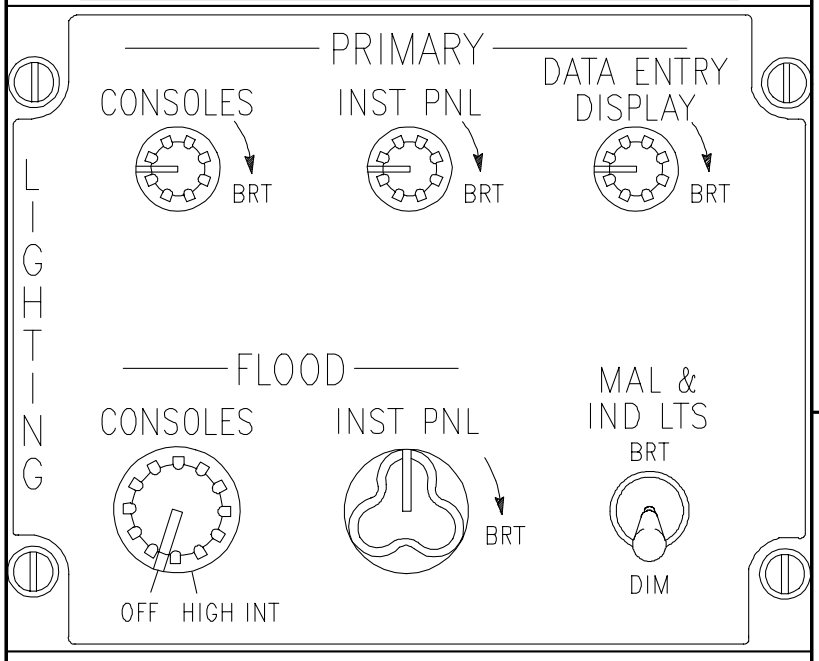 PRIMARY
CONSOLES
INST PNL
DATA ENTRY
DISPLAY
BRT
BRT
BRT
LIGHTING
FLOOD
CONSOLES
INST PNL
MAL &
IND LTS
BRT
BRT
OFF HIGH INT
DIM